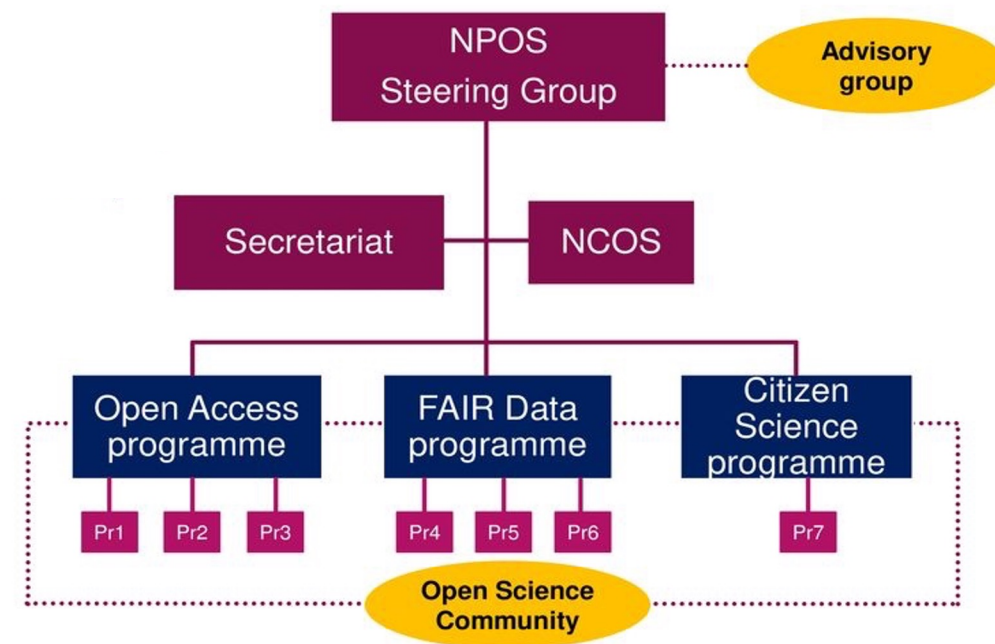 NPOS
Steering Group
Advisory
group
Secretariat
NCOS
Open Access
programme
FAIR Data
programme
Citizen
Science
programme
Pr1
Pr2
Pr3
Pr4
Pr5
Pr6
Pr7
Open Science
Community